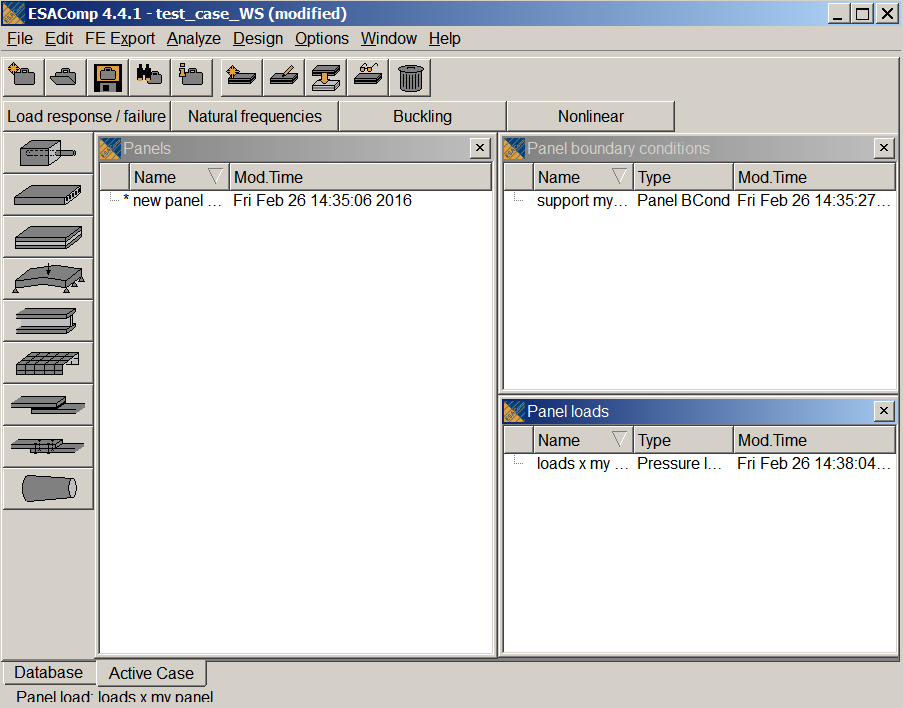 ESAComp 4.4.1 - test_case_WS (modified)
File Edit FE Export Analyze Design Options Window Help
Load response / failure Natural frequencies Buckling Nonlinear
Panels
Name Mod.Time
* new panel ... Fri Feb 26 14:35:06 2016
Panel boundary conditions
Name Type Mod.Time
support my... Panel BCond Fri Feb 26 14:35:27...
Panel loads
Name Type Mod.Time
loads x my ... Pressure l... Fri Feb 26 14:38:04...
Database Active Case
Panel load: loads x my panel